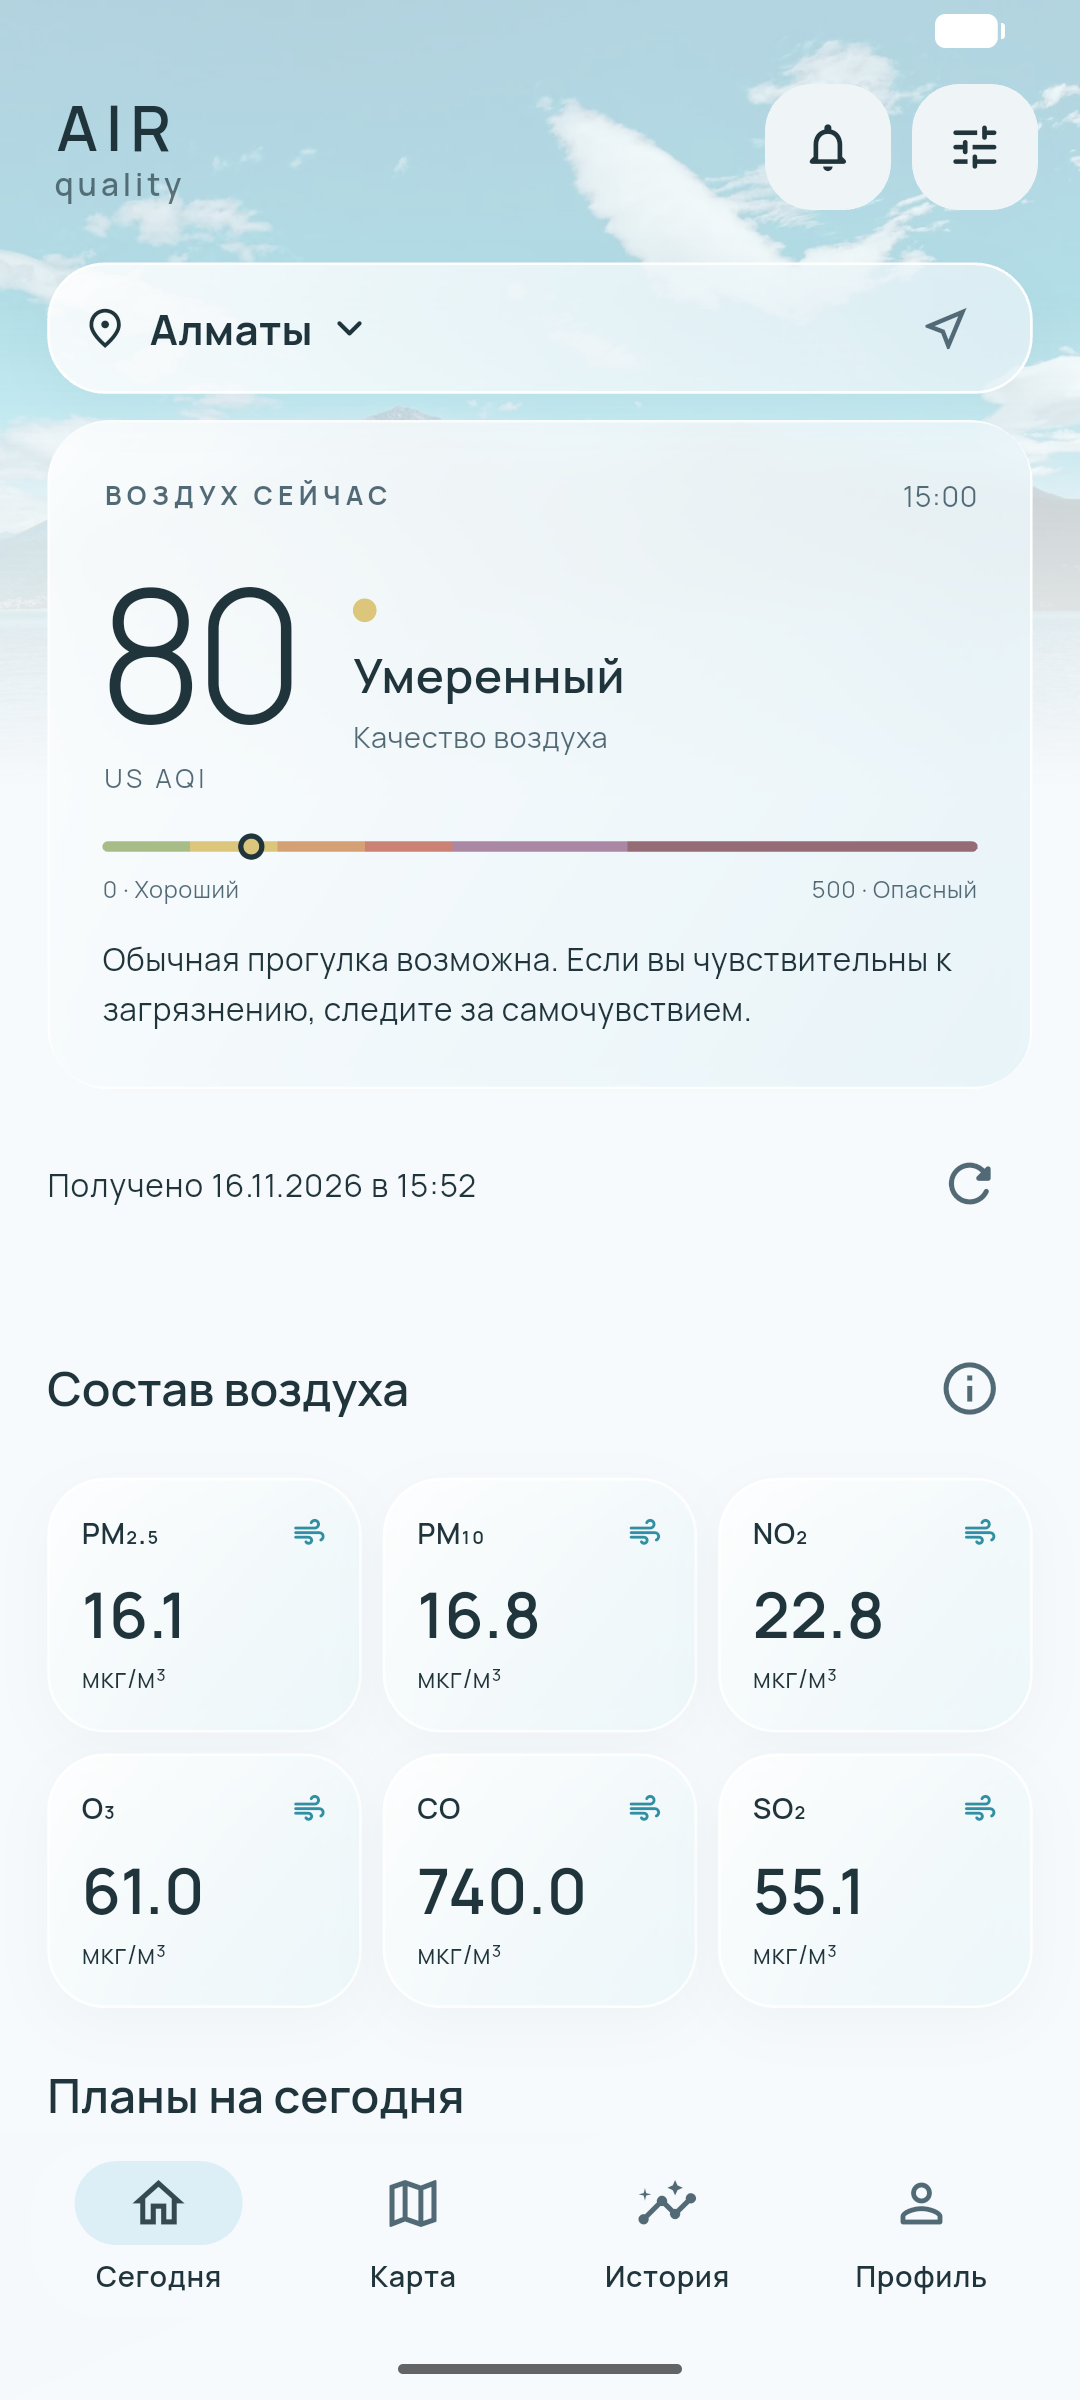 AIR
quality
Алматы
ВОЗДУХ СЕЙЧАС
15:00
80
Умеренный
Качество воздуха
US AQI
0 · Хороший
500 · Опасный
Обычная прогулка возможна. Если вы чувствительны к
загрязнению, следите за самочувствием.
Получено 16.11.2026 в 15:52
Состав воздуха
PM₂.₅
PM₁₀
NO₂
16.1
16.8
22.8
мкг/м³
мкг/м³
мкг/м³
O₃
CO
SO₂
61.0
740.0
55.1
мкг/м³
мкг/м³
мкг/м³
Планы на сегодня
Сегодня
Карта
История
Профиль